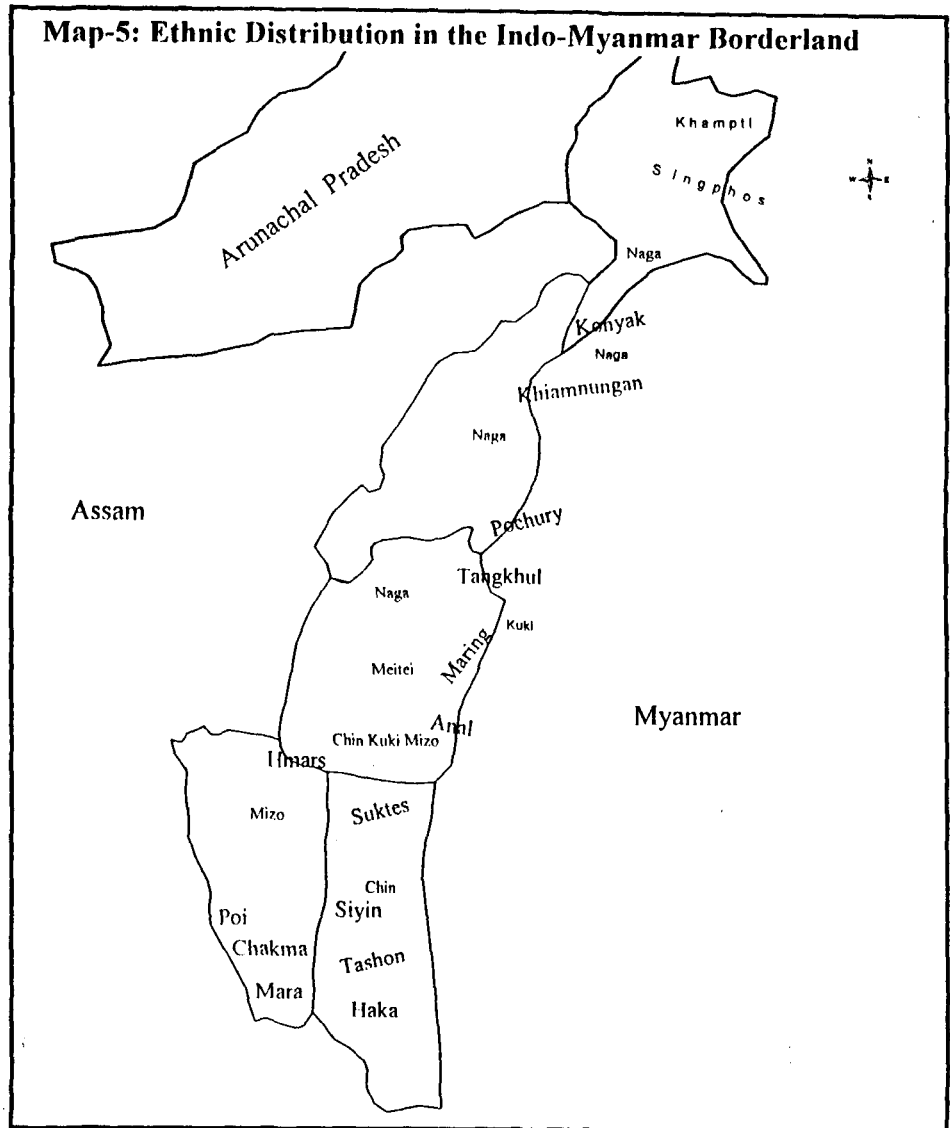 Map-5: Ethnic Distribution in the Indo-Myanmar Borderland
Khampti
N
W E
S
Arunachal Pradesh
Singphos
Naga
Konyak
Naga
Khiamnungan
Naga
Assam
Pochury
Tangkhul
Naga
Kuki
Maring
Meitei
Myanmar
Anal
Chin Kuki Mizo
Hmars
Mizo
Suktes
Chin
Siyin
Poi
Chakma
Tashon
Mara
Haka